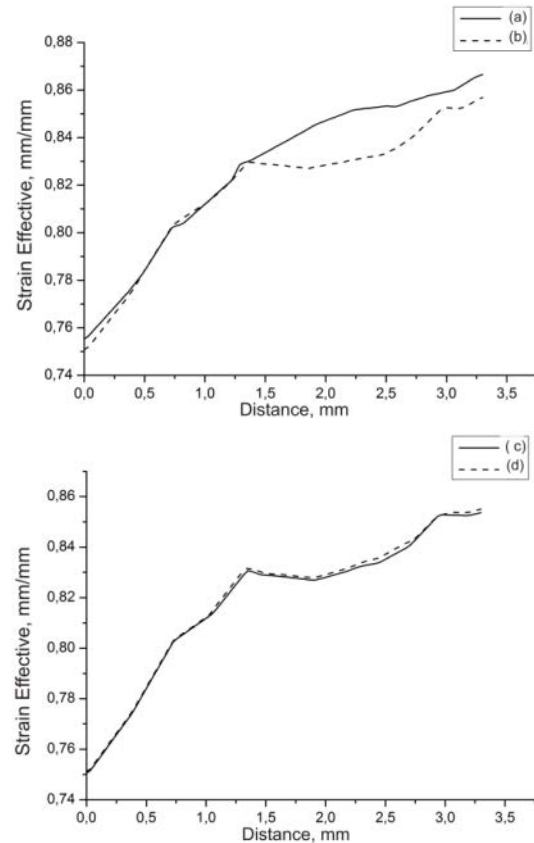 (a)
(b)
0,88
0,86
0,84
0,82
0,80
0,78
0,76
0,74
Strain Effective, mm/mm
0,0 0,5 1,0 1,5 2,0 2,5 3,0 3,5
Distance, mm
( c)
(d)
0,86
0,84
0,82
0,80
0,78
0,76
0,74
Strain Effective, mm/mm
0,0 0,5 1,0 1,5 2,0 2,5 3,0 3,5
Distance, mm